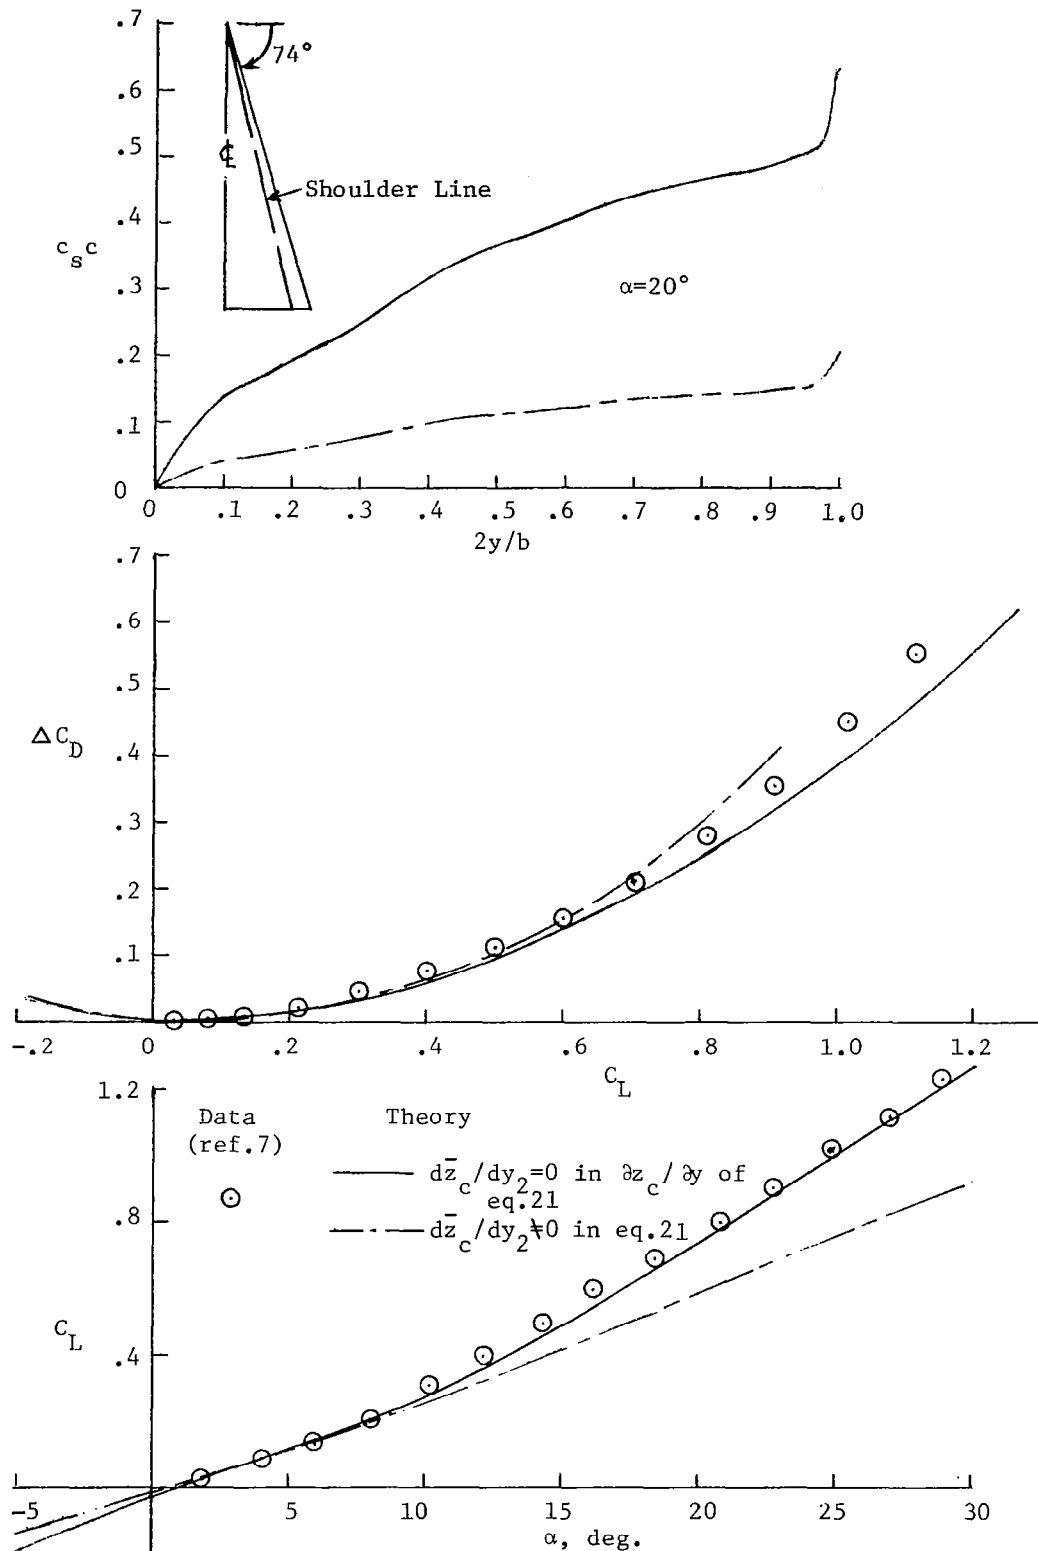 .7
.6
.5
.4
.3
.2
.1
0
c_s c
74°
℄
Shoulder Line
α=20°
0 .1 .2 .3 .4 .5 .6 .7 .8 .9 1.0
2y/b
.7
.6
.5
.4
.3
.2
.1
ΔC_D
-.2 0 .2 .4 .6 .8 1.0 1.2
C_L
1.2
.8
.4
C_L
Data
(ref.7)
Theory
dz̄_c/dy_2=0 in ∂z_c/∂y of
eq.21
dz̄_c/dy_2≠0 in eq.21
-5 5 10 15 20 25 30
α, deg.